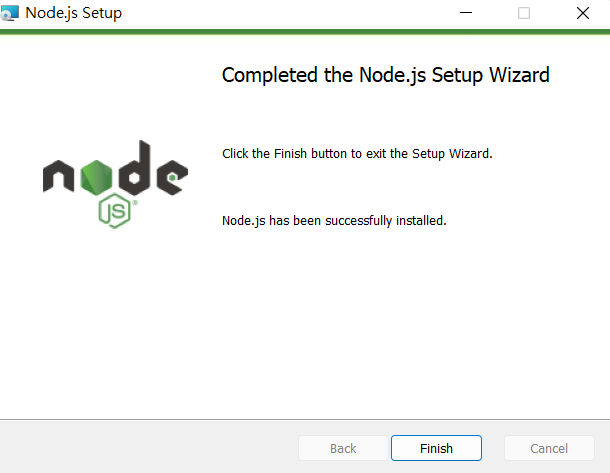 Node.js Setup
Completed the Node.js Setup Wizard
Click the Finish button to exit the Setup Wizard.
node
JS
Node.js has been successfully installed.
Back
Finish
Cancel